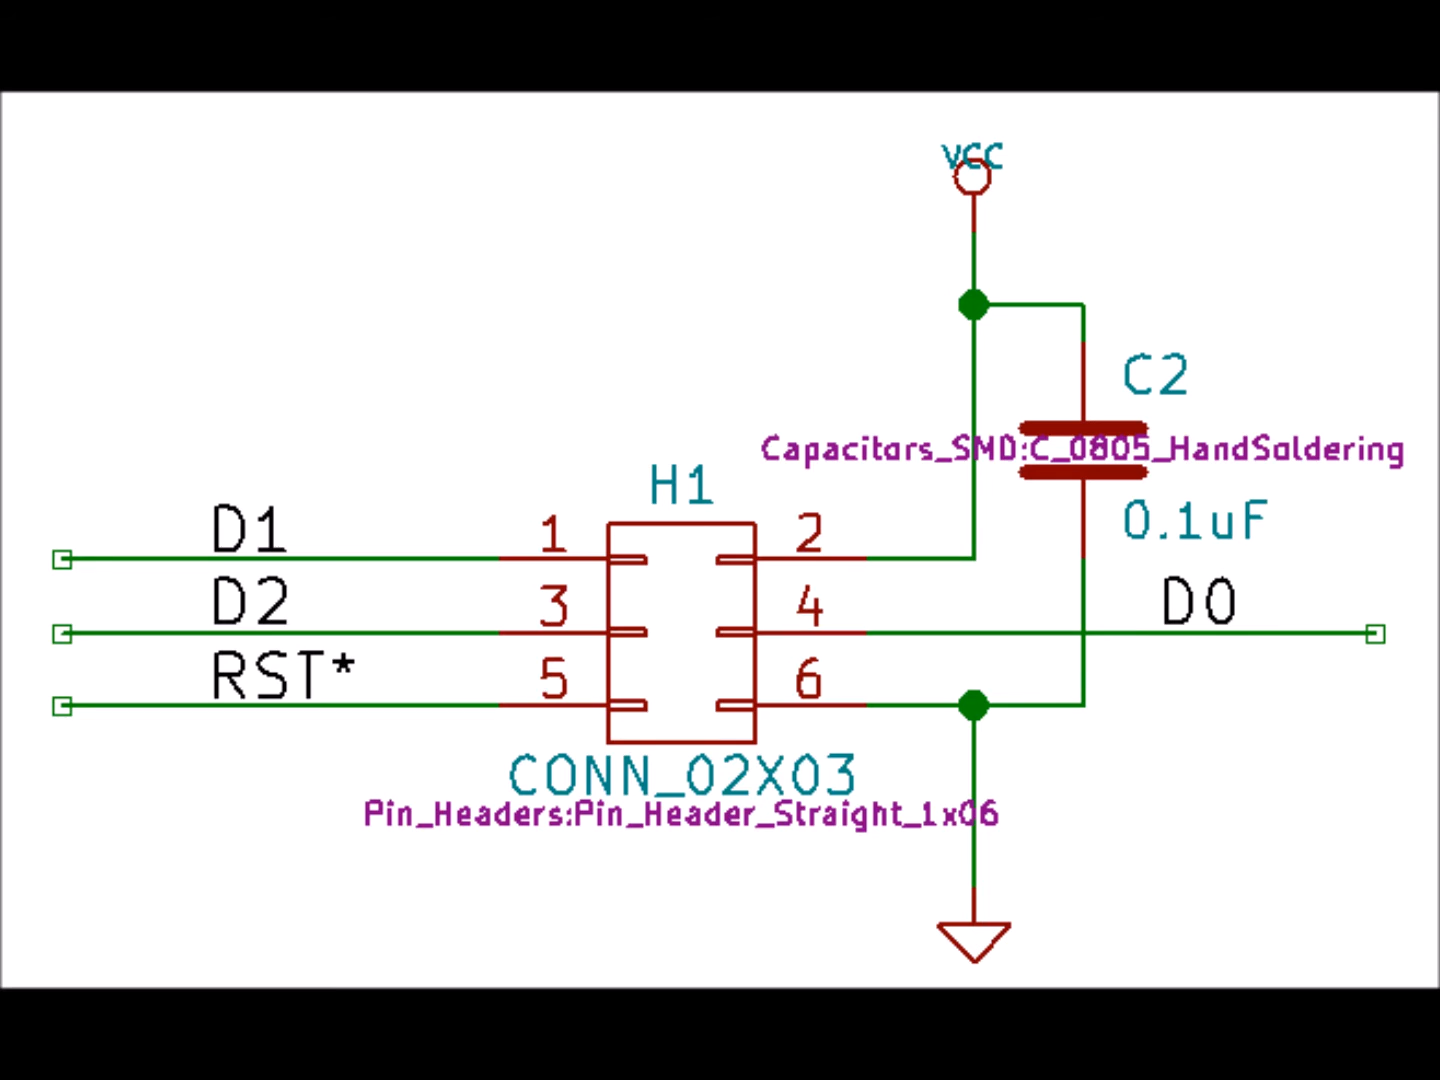 VCC
C2
Capacitors_SMD:C_0805_HandSoldering
H1
0.1uF
D1
1
2
D2
3
4
D0
RST*
5
6
CONN_02X03
Pin_Headers:Pin_Header_Straight_1x06